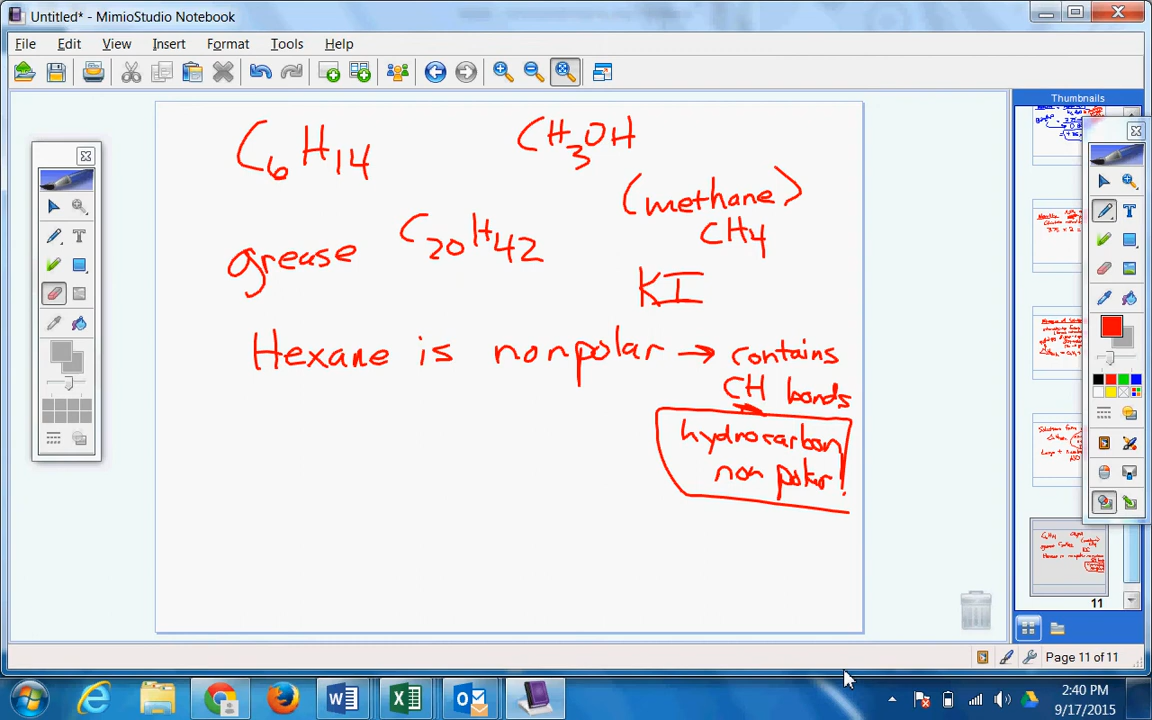 Untitled* - MimioStudio Notebook
File Edit View Insert Format Tools Help
Thumbnails
C6H14
CH3OH
(methane)
CH4
grease C20H42
KI
Hexane is nonpolar → contains
CH bonds
hydrocarbon
non polar!
11
Page 11 of 11
2:40 PM
9/17/2015